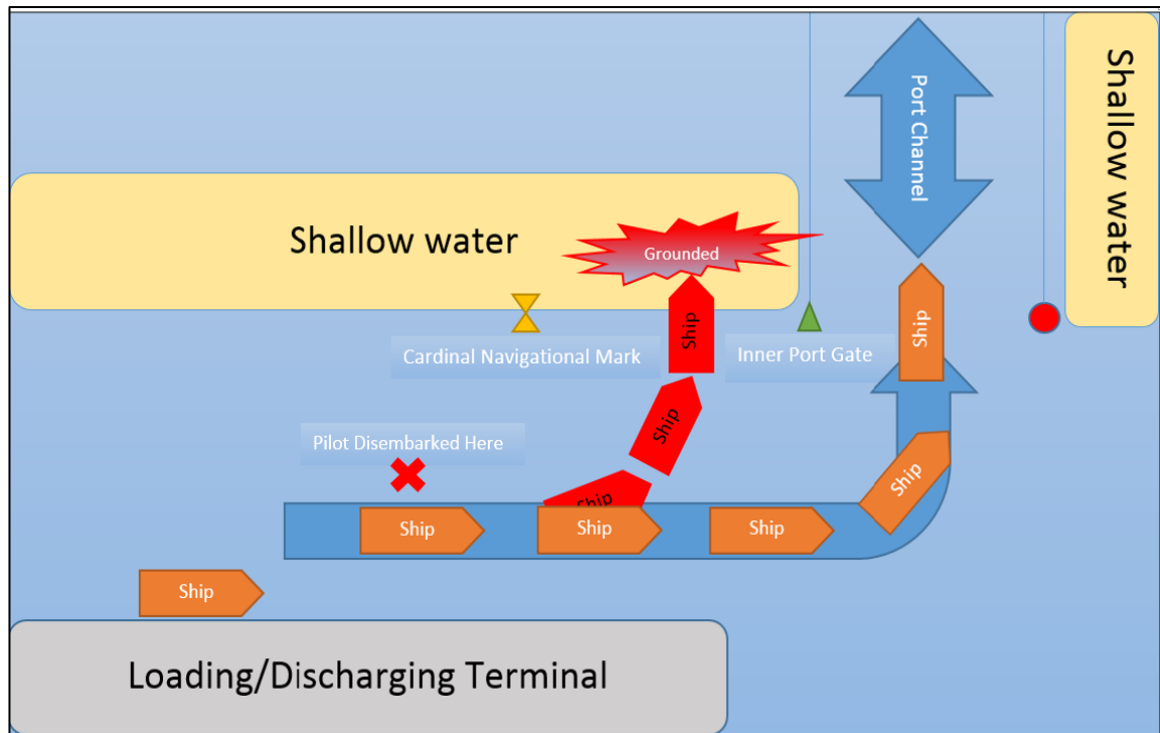 Shallow water
Port Channel
Shallow water
Grounded
Ship
Ship
Cardinal Navigational Mark
Inner Port Gate
Ship
Pilot Disembarked Here
Ship
Ship
Ship
Ship
Ship
Ship
Loading/Discharging Terminal